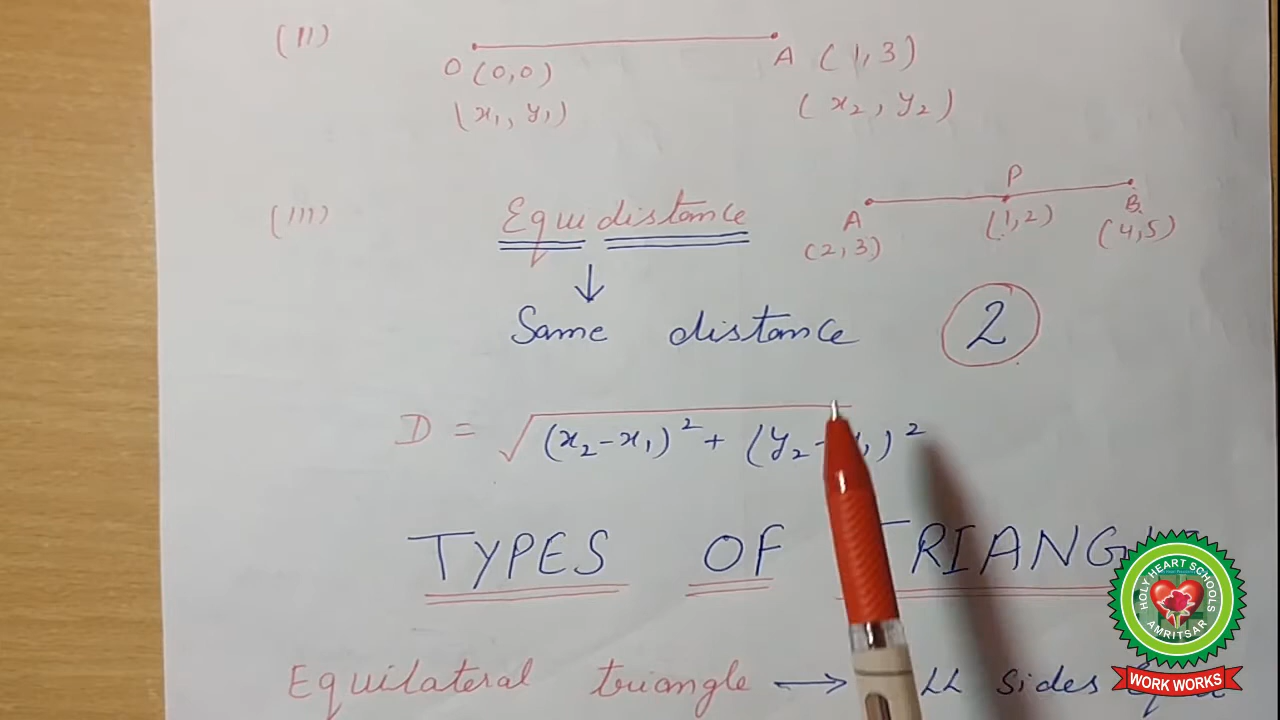 (II)
O (0,0) A (1,3)
(x₁, y₁) (x₂, y₂)
P
(III) Equidistance A (1,2) B
(2,3) (4,5)
↓
Same distance 2
D = √(x₂-x₁)² + (y₂- )²
TYPES OF
Equilateral triangle → sides
HOLY HEART SCHOOLS
AMRITSAR
WORK WORKS